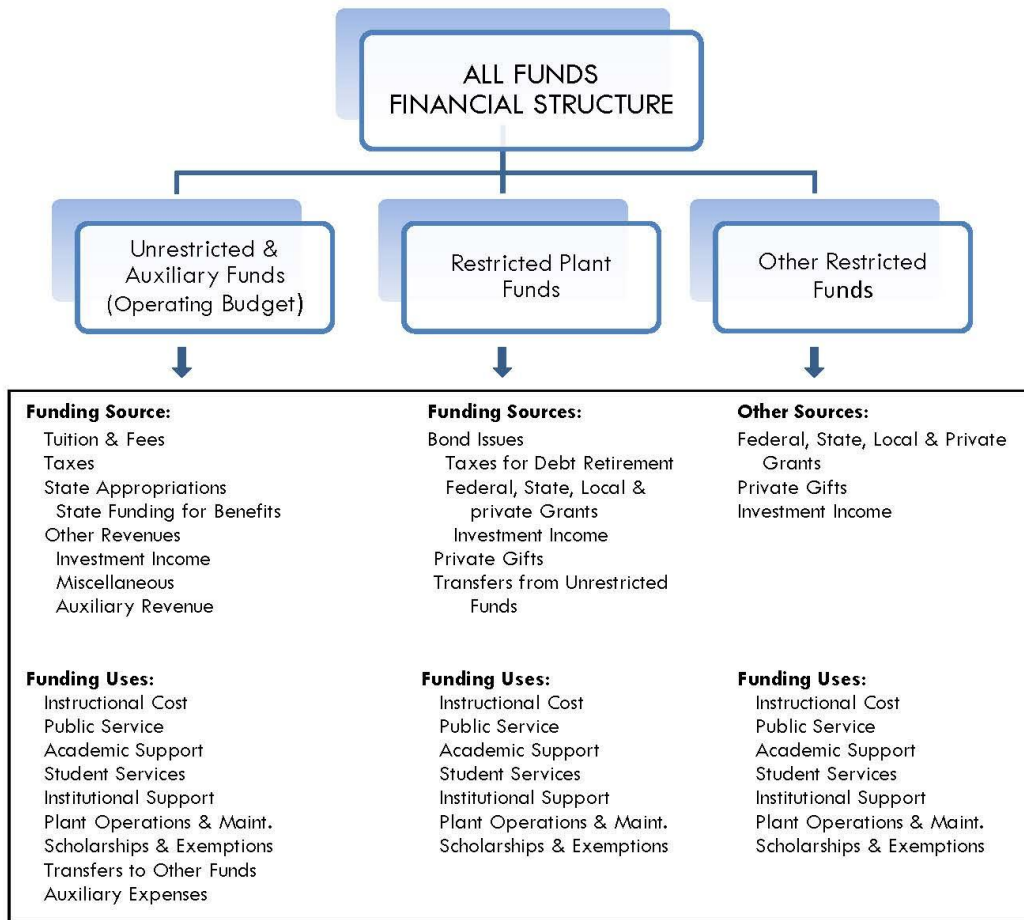 ALL FUNDS
FINANCIAL STRUCTURE
Unrestricted &
Auxiliary Funds
(Operating Budget)
Restricted Plant
Funds
Other Restricted
Funds
Funding Source:
Tuition & Fees
Taxes
State Appropriations
State Funding for Benefits
Other Revenues
Investment Income
Miscellaneous
Auxiliary Revenue
Funding Uses:
Instructional Cost
Public Service
Academic Support
Student Services
Institutional Support
Plant Operations & Maint.
Scholarships & Exemptions
Transfers to Other Funds
Auxiliary Expenses
Funding Sources:
Bond Issues
Taxes for Debt Retirement
Federal, State, Local &
private Grants
Investment Income
Private Gifts
Transfers from Unrestricted
Funds
Funding Uses:
Instructional Cost
Public Service
Academic Support
Student Services
Institutional Support
Plant Operations & Maint.
Scholarships & Exemptions
Other Sources:
Federal, State, Local & Private
Grants
Private Gifts
Investment Income
Funding Uses:
Instructional Cost
Public Service
Academic Support
Student Services
Institutional Support
Plant Operations & Maint.
Scholarships & Exemptions